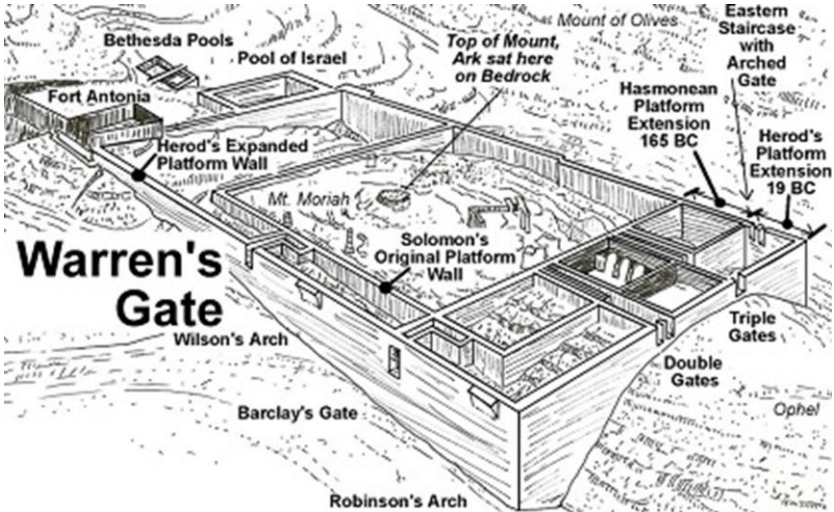 Mount of Olives
Eastern
Staircase
with
Arched
Gate
Bethesda Pools
Pool of Israel
Top of Mount,
Ark sat here
on Bedrock
Hasmonean
Platform
Extension
165 BC
Fort Antonia
Herod's
Platform
Extension
19 BC
Herod's Expanded
Platform Wall
Mt. Moriah
Solomon's
Original Platform
Wall
Warren's
Gate
Wilson's Arch
Triple
Gates
Double
Gates
Barclay's Gate
Ophel
Robinson's Arch